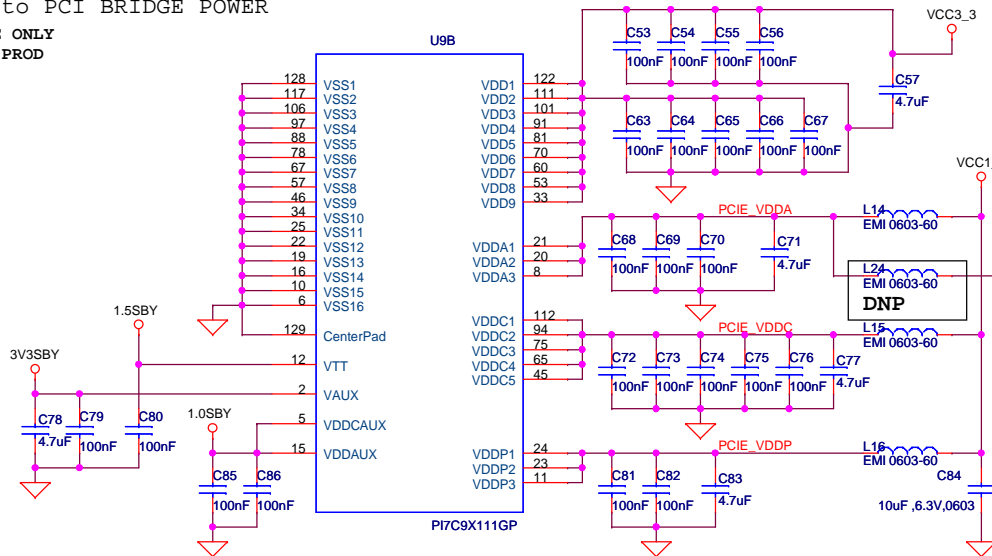 to PCI BRIDGE POWER
ONLY
PROD
U9B
128 VSS1
117 VSS2
106 VSS3
97 VSS4
88 VSS5
78 VSS6
67 VSS7
57 VSS8
46 VSS9
34 VSS10
25 VSS11
22 VSS12
19 VSS13
16 VSS14
10 VSS15
6 VSS16
129 CenterPad
12 VTT
2 VAUX
5 VDDCAUX
15 VDDAUX
VDD1 122
VDD2 111
VDD3 101
VDD4 91
VDD5 81
VDD6 70
VDD7 60
VDD8 53
VDD9 33
VDDA1 21
VDDA2 20
VDDA3 8
VDDC1 112
VDDC2 94
VDDC3 75
VDDC4 65
VDDC5 45
VDDP1 24
VDDP2 23
VDDP3 11
PI7C9X111GP
1.5SBY
3V3SBY
C78 4.7uF
C79 100nF
C80 100nF
1.0SBY
C85 100nF
C86 100nF
C53 100nF
C54 100nF
C55 100nF
C56 100nF
VCC3_3
C57 4.7uF
C63 100nF
C64 100nF
C65 100nF
C66 100nF
C67 100nF
VCC1_
PCIE_VDDA
C68 100nF
C69 100nF
C70 100nF
C71 4.7uF
L14 EMI 0603-60
L24 EMI 0603-60
DNP
PCIE_VDDC
L15 EMI 0603-60
C72 100nF
C73 100nF
C74 100nF
C75 100nF
C76 100nF
C77 4.7uF
PCIE_VDDP
L16 EMI 0603-60
C81 100nF
C82 100nF
C83 4.7uF
C84
10uF ,6.3V,0603